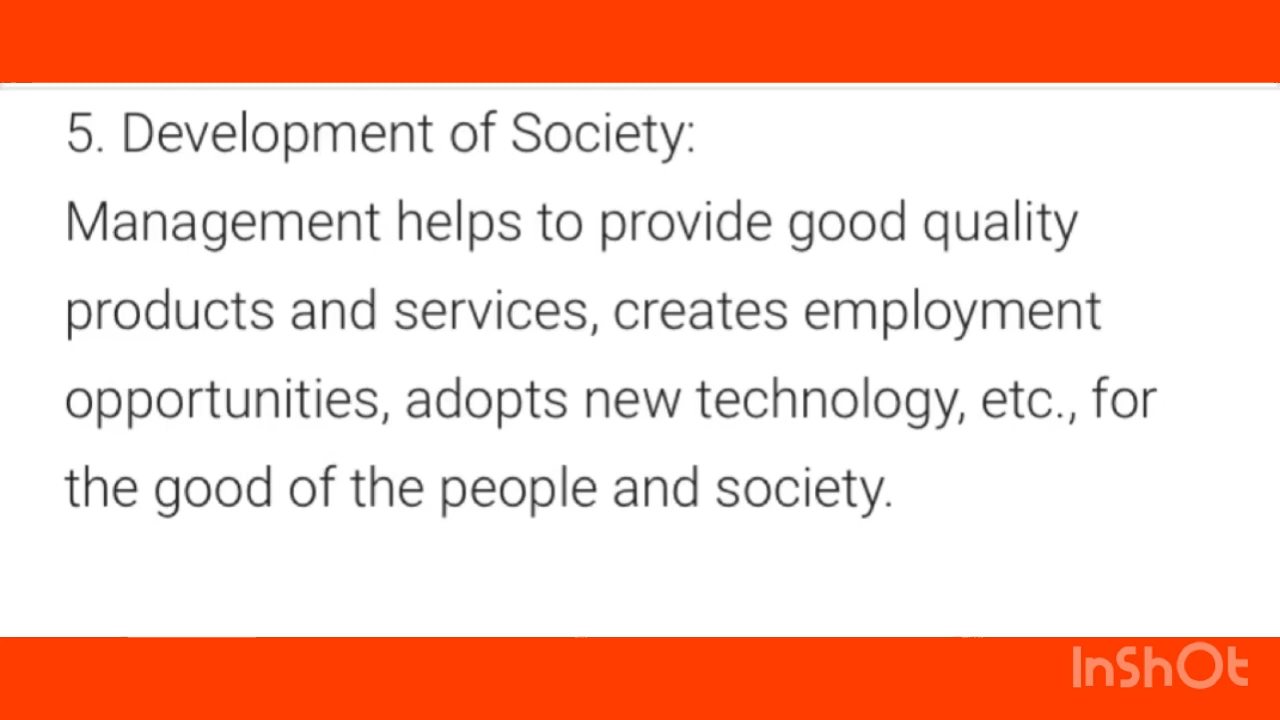 5. Development of Society:
Management helps to provide good quality
products and services, creates employment
opportunities, adopts new technology, etc., for
the good of the people and society.
InShOt